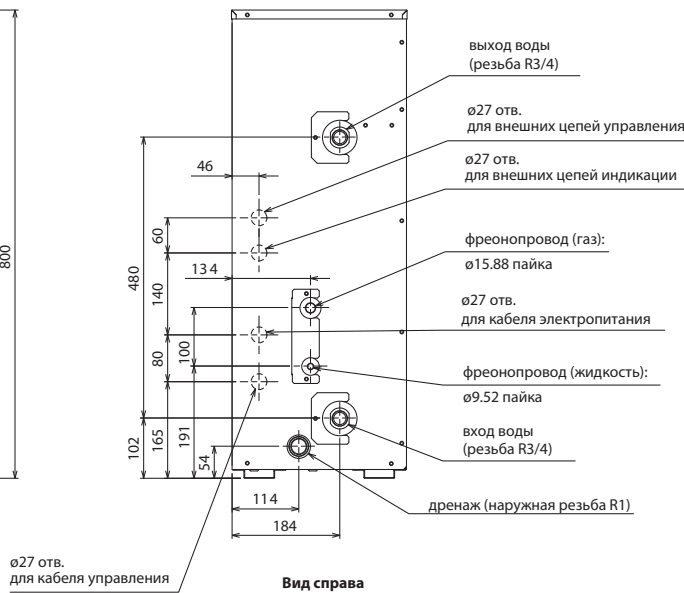 выход воды
(резьба R3/4)
ø27 отв.
для внешних цепей управления
ø27 отв.
для внешних цепей индикации
46
60
800
480
134
140
фреонопровод (газ):
ø15.88 пайка
ø27 отв.
для кабеля электропитания
100
80
фреонопровод (жидкость):
ø9.52 пайка
вход воды
(резьба R3/4)
102
165
191
54
114
184
дренаж (наружная резьба R1)
ø27 отв.
для кабеля управления
Вид справа